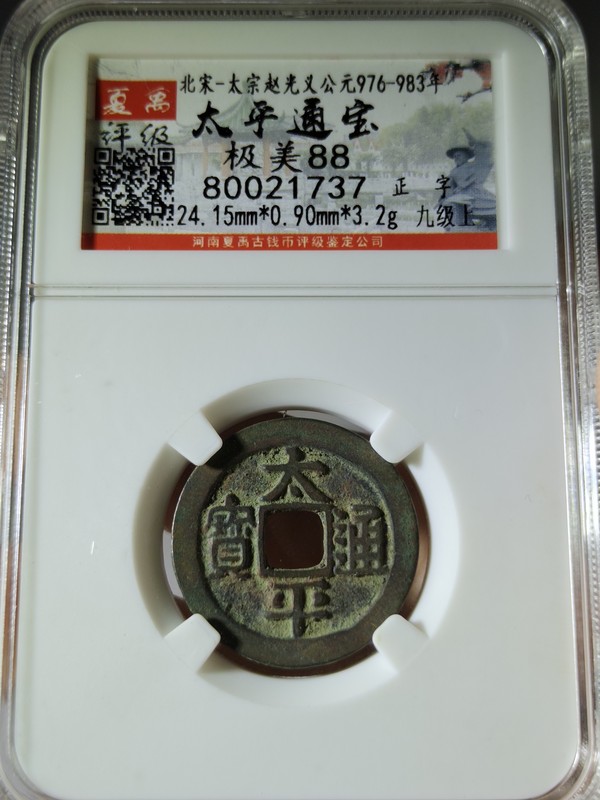 北宋-太宗赵光义公元976-983年
夏禹
评级
太平通宝
极美88
80021737 正字
24.15mm*0.90mm*3.2g 九级上
河南夏禹古钱币评级鉴定公司
太平通寶